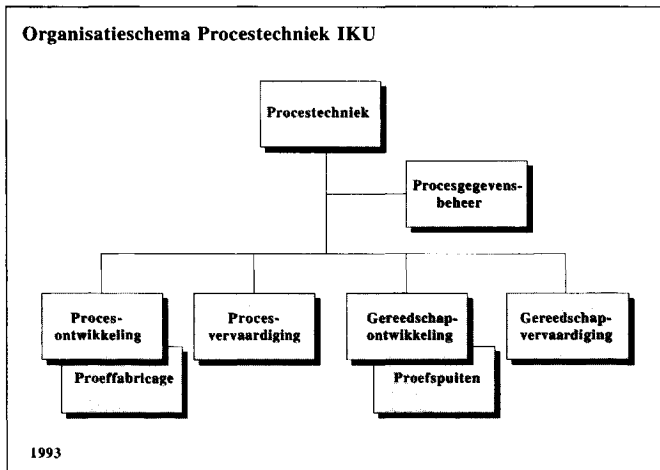 Organisatieschema Procestechniek IKU
Procestechniek
Procesgegevens-
beheer
Proces-
ontwikkeling
Proces-
vervaardiging
Gereedschap-
ontwikkeling
Gereedschap-
vervaardiging
Proeffabricage
Proefspuiten
1993